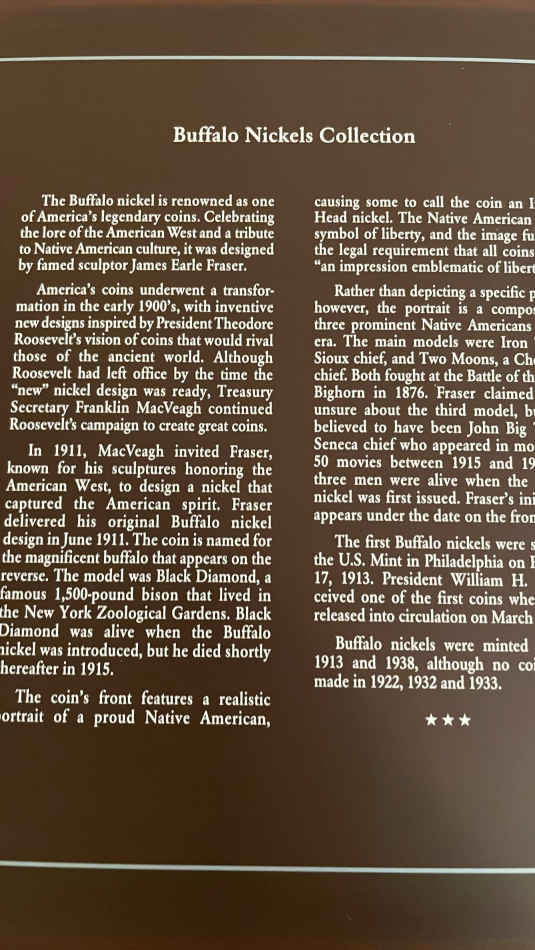 Buffalo Nickels Collection
The Buffalo nickel is renowned as one
of America's legendary coins. Celebrating
the lore of the American West and a tribute
to Native American culture, it was designed
by famed sculptor James Earle Fraser.
America's coins underwent a transfor-
mation in the early 1900's, with inventive
new designs inspired by President Theodore
Roosevelt's vision of coins that would rival
those of the ancient world. Although
Roosevelt had left office by the time the
“new” nickel design was ready, Treasury
Secretary Franklin MacVeagh continued
Roosevelt's campaign to create great coins.
In 1911, MacVeagh invited Fraser,
known for his sculptures honoring the
American West, to design a nickel that
captured the American spirit. Fraser
delivered his original Buffalo nickel
design in June 1911. The coin is named for
the magnificent buffalo that appears on the
reverse. The model was Black Diamond, a
famous 1,500-pound bison that lived in
the New York Zoological Gardens. Black
Diamond was alive when the Buffalo
nickel was introduced, but he died shortly
hereafter in 1915.
The coin's front features a realistic
ortrait of a proud Native American,
causing some to call the coin an I
Head nickel. The Native American
symbol of liberty, and the image fu
the legal requirement that all coins
“an impression emblematic of libert
Rather than depicting a specific p
however, the portrait is a compos
three prominent Native Americans
era. The main models were Iron
Sioux chief, and Two Moons, a Che
chief. Both fought at the Battle of th
Bighorn in 1876. Fraser claimed
unsure about the third model, bu
believed to have been John Big
Seneca chief who appeared in mo
50 movies between 1915 and 19
three men were alive when the
nickel was first issued. Fraser's ini
appears under the date on the fron
The first Buffalo nickels were s
the U.S. Mint in Philadelphia on F
17, 1913. President William H.
ceived one of the first coins whe
released into circulation on March
Buffalo nickels were minted
1913 and 1938, although no coi
made in 1922, 1932 and 1933.
★★★